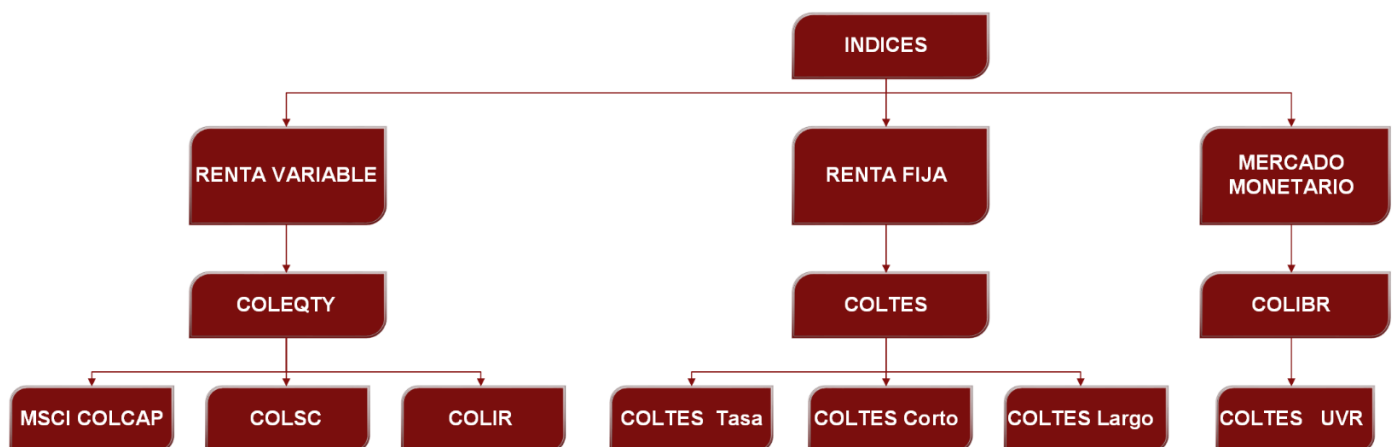 INDICES
RENTA VARIABLE
RENTA FIJA
MERCADO
MONETARIO
COLEQTY
COLTES
COLIBR
MSCI COLCAP
COLSC
COLIR
COLTES Tasa
COLTES Corto
COLTES Largo
COLTES UVR